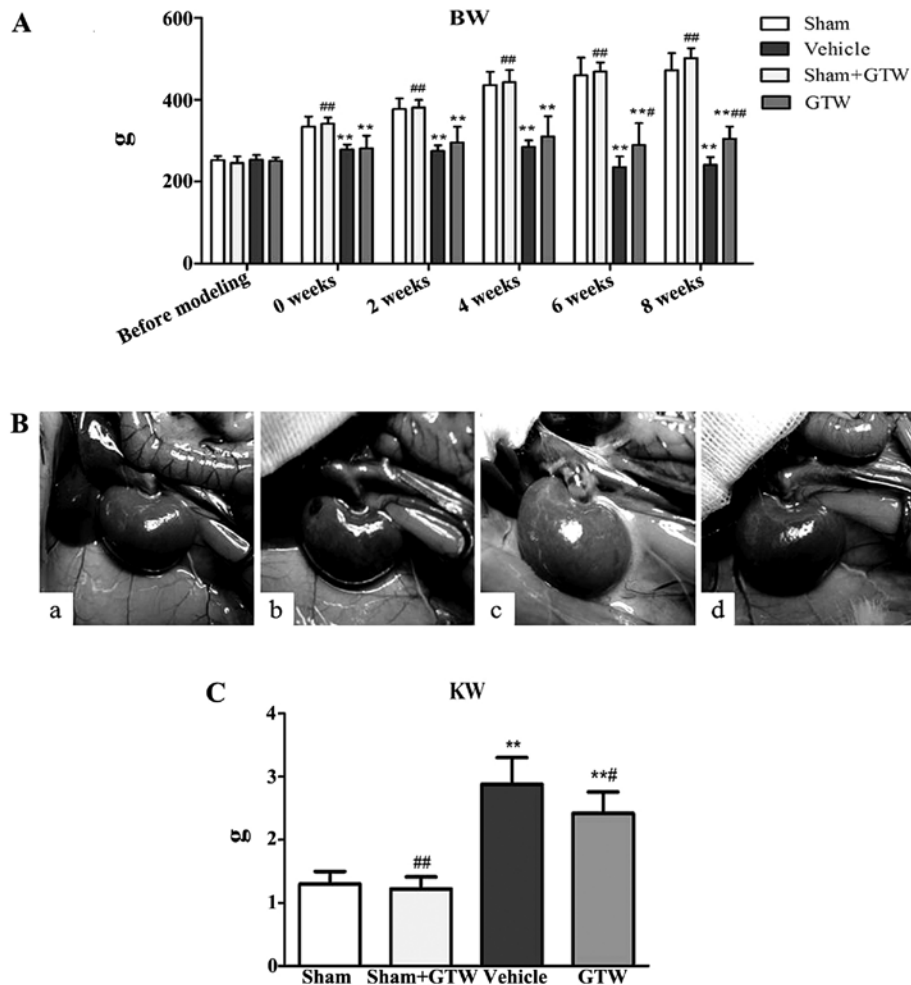 A
BW
600
400
200
0
g
Sham
Vehicle
Sham+GTW
GTW
##
##
##
##
##
** **
** **
** **
** **#
** **##
Before modeling
0 weeks
2 weeks
4 weeks
6 weeks
8 weeks
B
a
b
c
d
C
KW
4
3
2
1
0
g
##
**
**#
Sham Sham+GTW Vehicle GTW